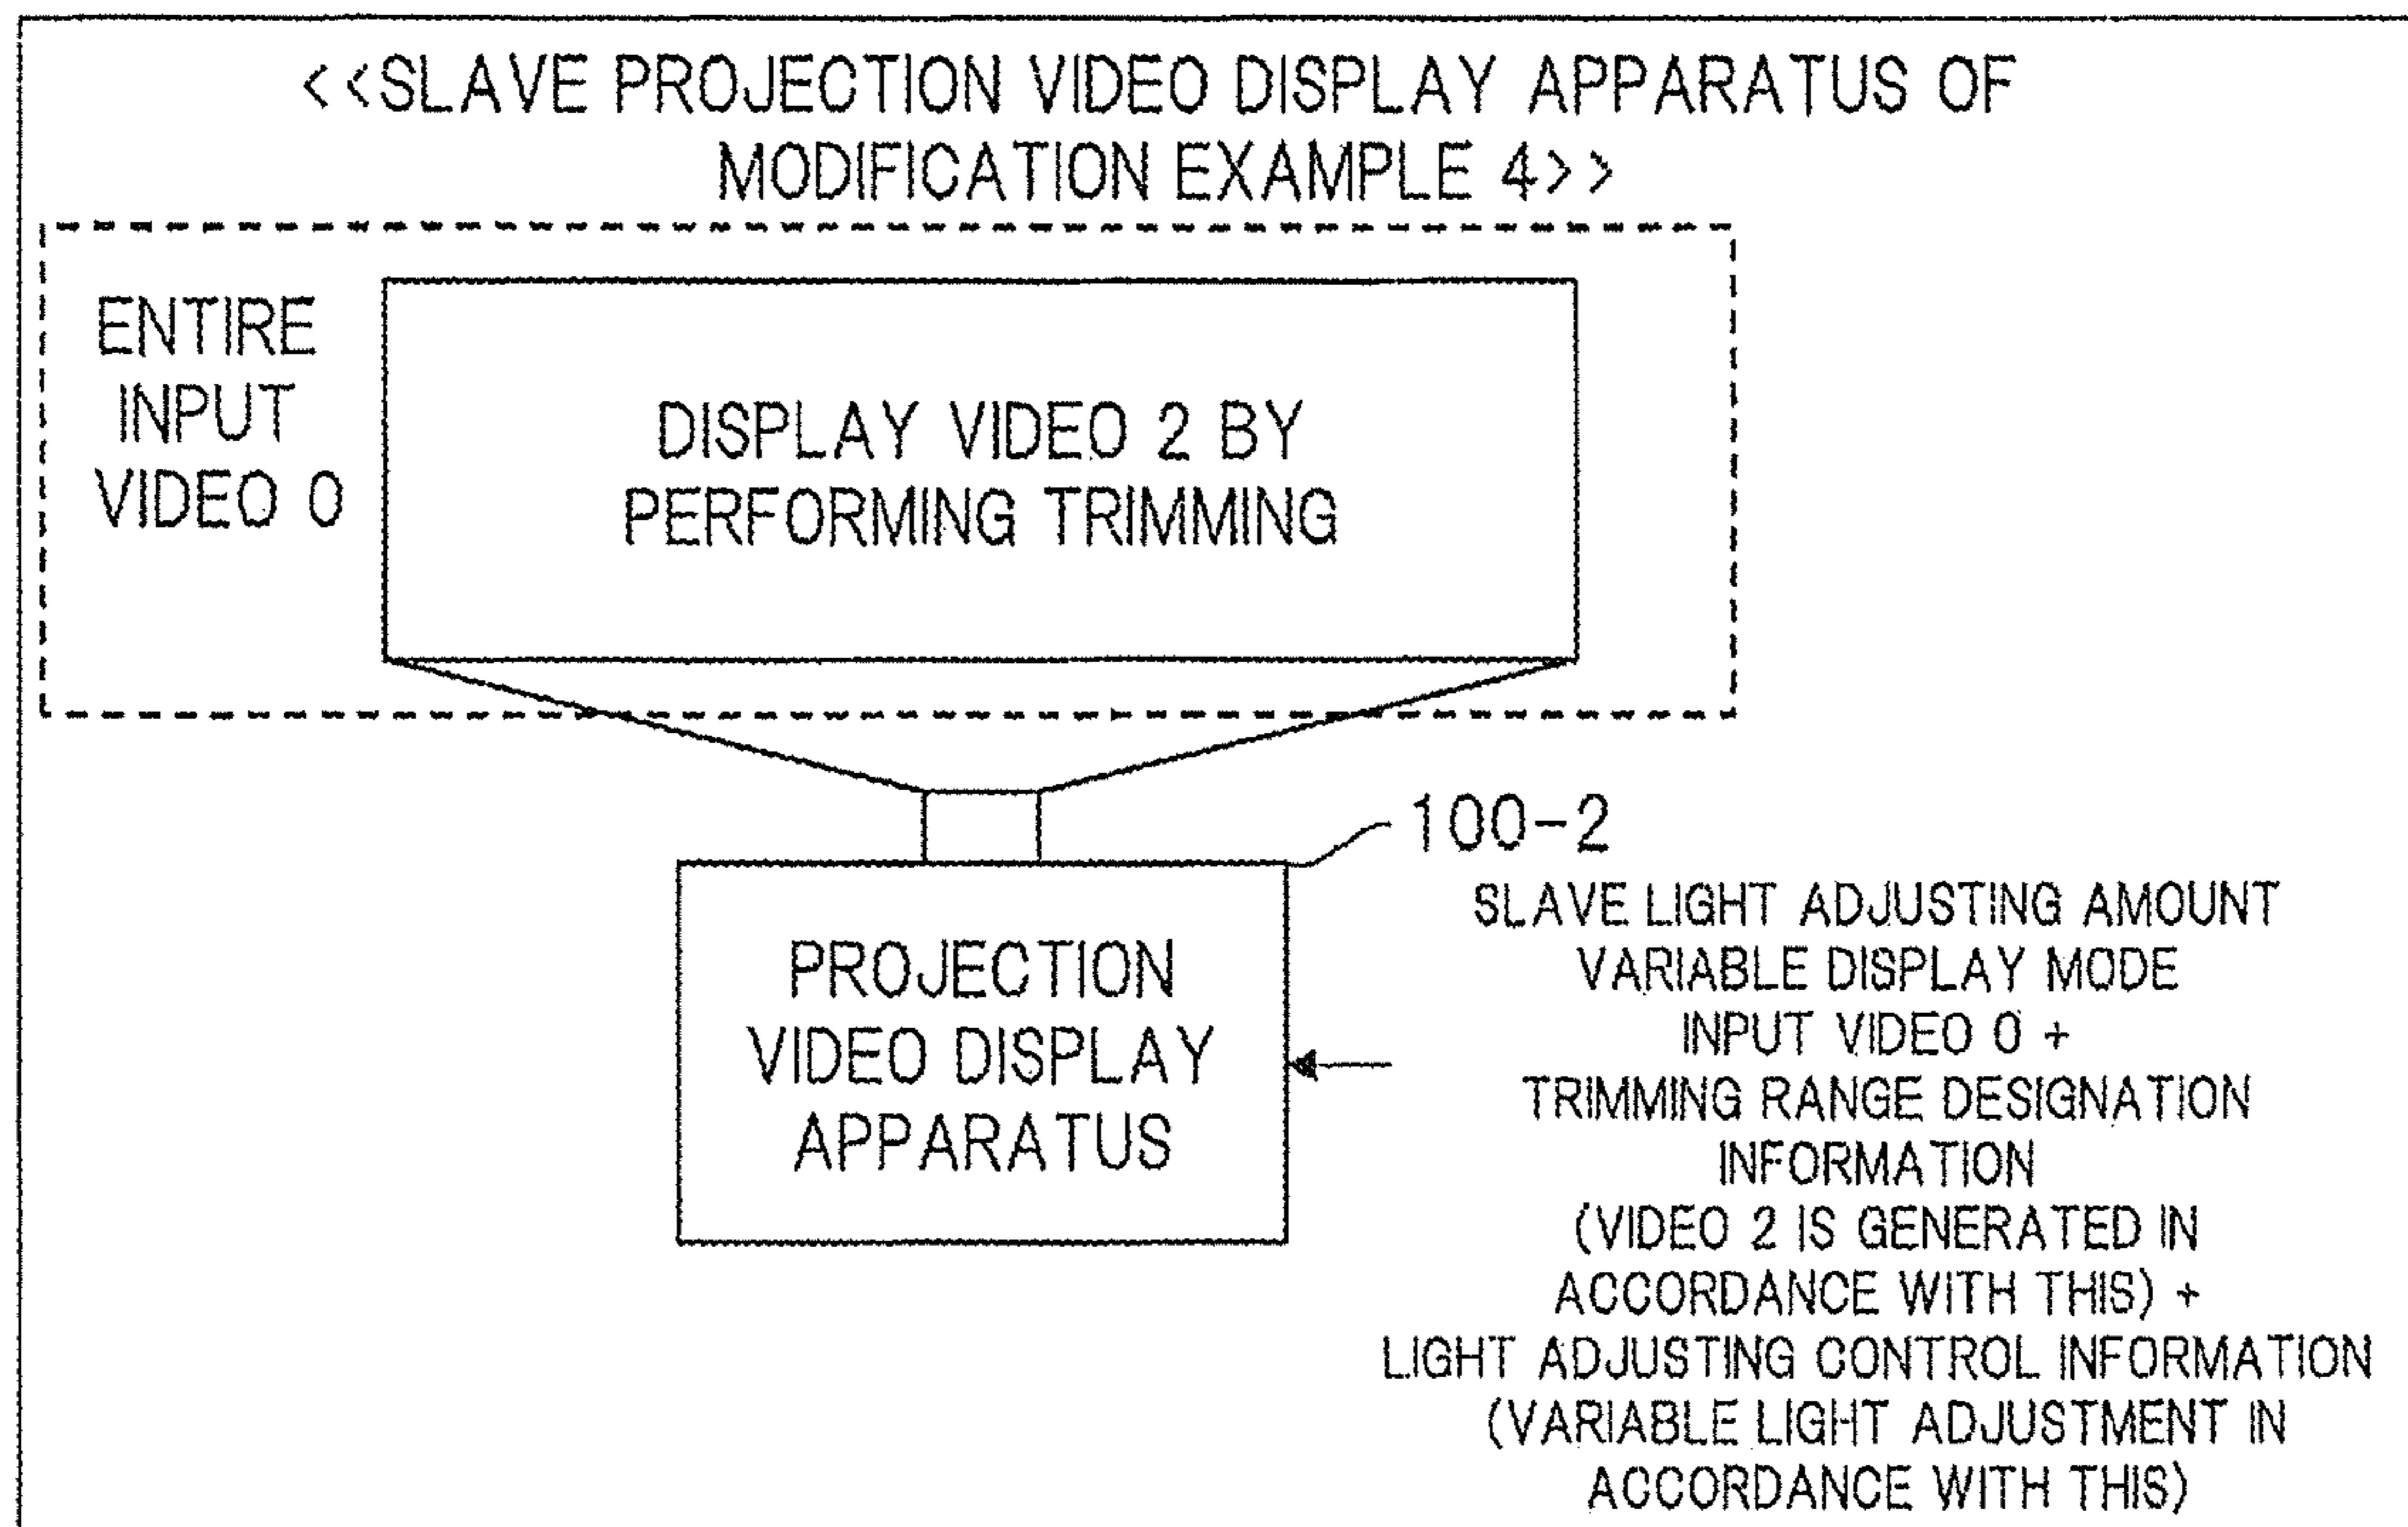 <<SLAVE PROJECTION VIDEO DISPLAY APPARATUS OF
MODIFICATION EXAMPLE 4>>
ENTIRE
INPUT
VIDEO 0
DISPLAY VIDEO 2 BY
PERFORMING TRIMMING
100-2
PROJECTION
VIDEO DISPLAY
APPARATUS
SLAVE LIGHT ADJUSTING AMOUNT
VARIABLE DISPLAY MODE
INPUT VIDEO 0 +
TRIMMING RANGE DESIGNATION
INFORMATION
(VIDEO 2 IS GENERATED IN
ACCORDANCE WITH THIS) +
LIGHT ADJUSTING CONTROL INFORMATION
(VARIABLE LIGHT ADJUSTMENT IN
ACCORDANCE WITH THIS)